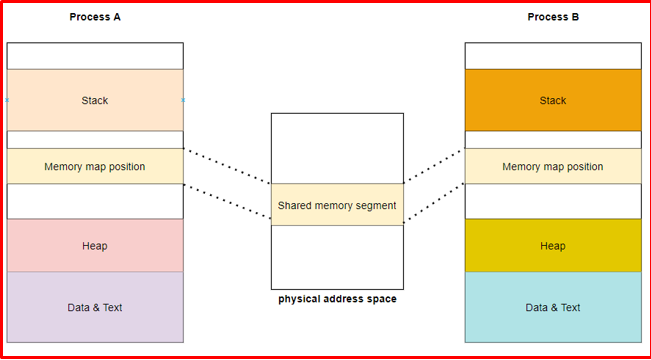 Process A
Process B
Stack
Stack
Memory map position
Memory map position
Shared memory segment
Heap
Heap
physical address space
Data & Text
Data & Text